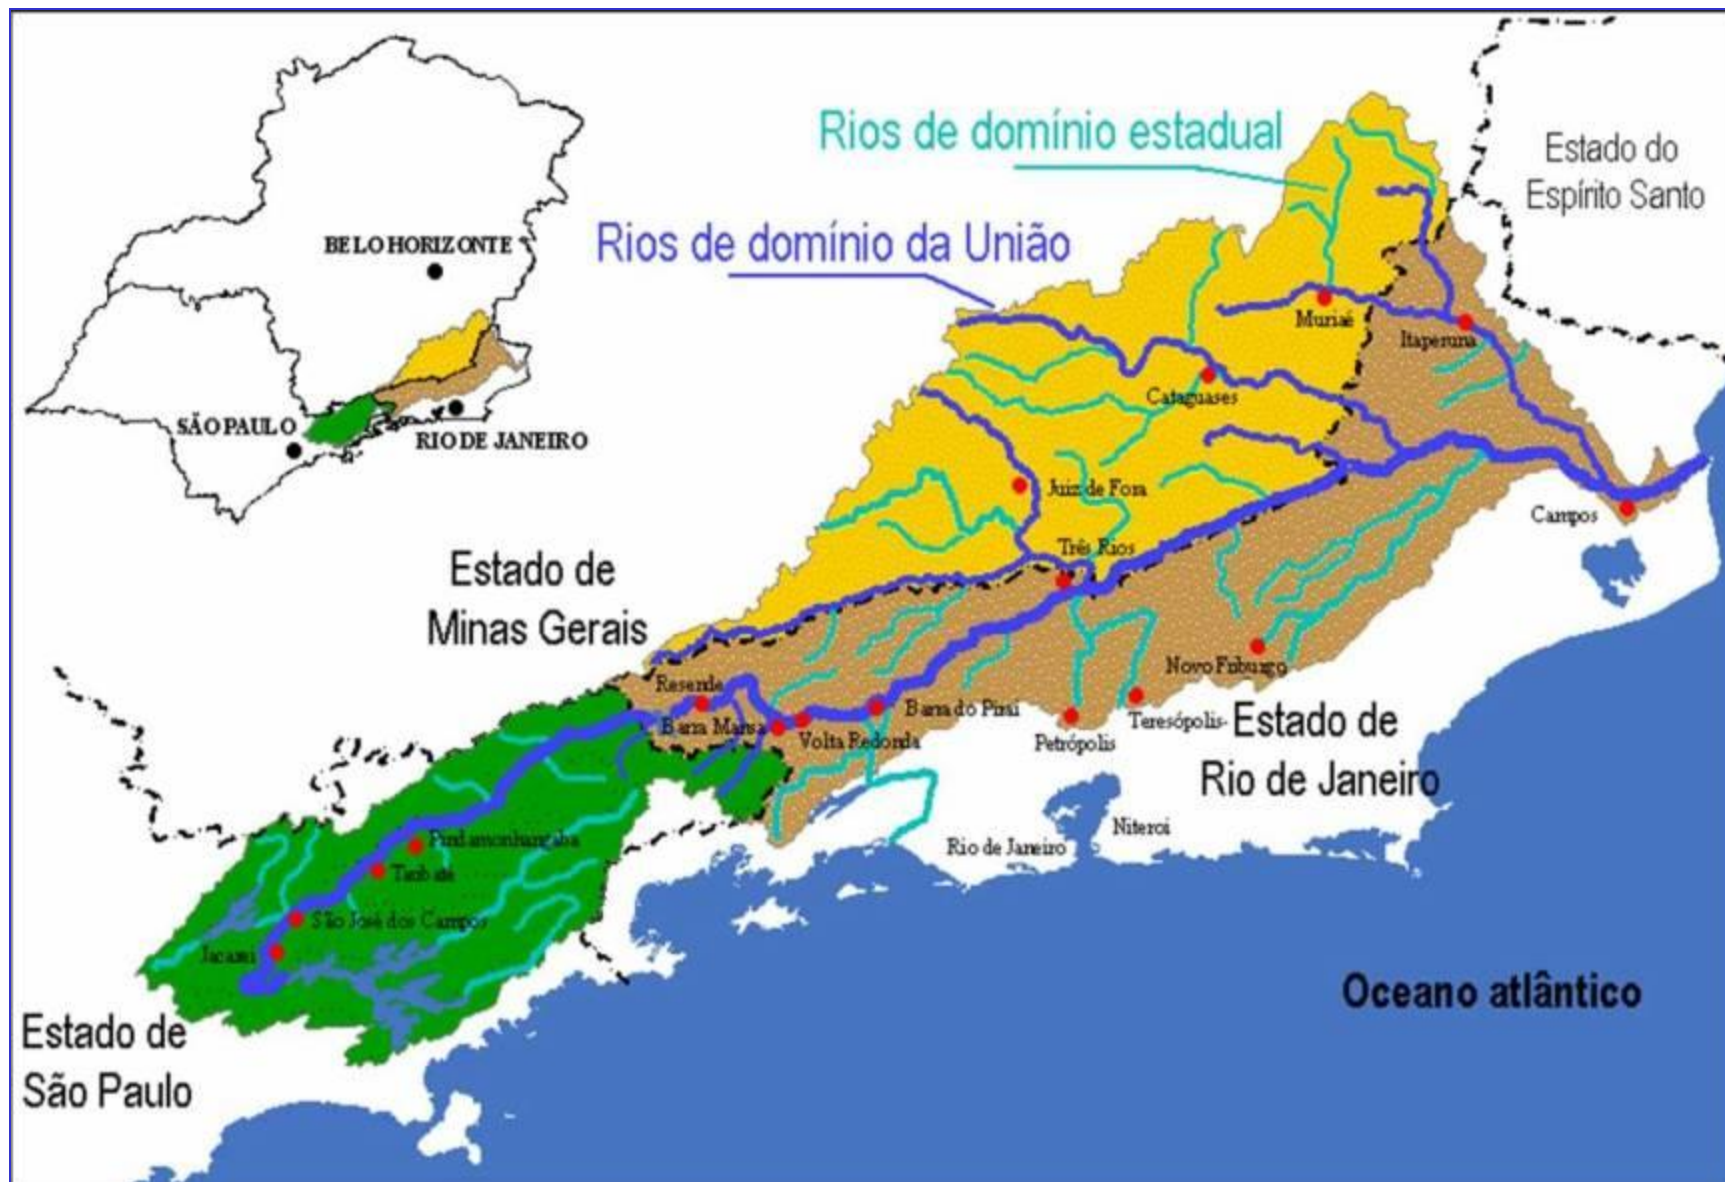 Rios de domínio estadual
Estado do
Espírito Santo
Rios de domínio da União
BELO HORIZONTE
Muriaé
Itaperuna
Cataguases
SÃO PAULO
RIO DE JANEIRO
Juiz de Fora
Campos
Três Rios
Estado de
Minas Gerais
Novo Friburgo
Resende
Barra do Pirai
Barra Mansa
Volta Redonda
Teresópolis-
Petrópolis
Estado de
Rio de Janeiro
Niteroi
Rio de Janeiro
Pindamonhangaba
Taubaté
São José dos Campos
Jacareí
Oceano atlântico
Estado de
São Paulo